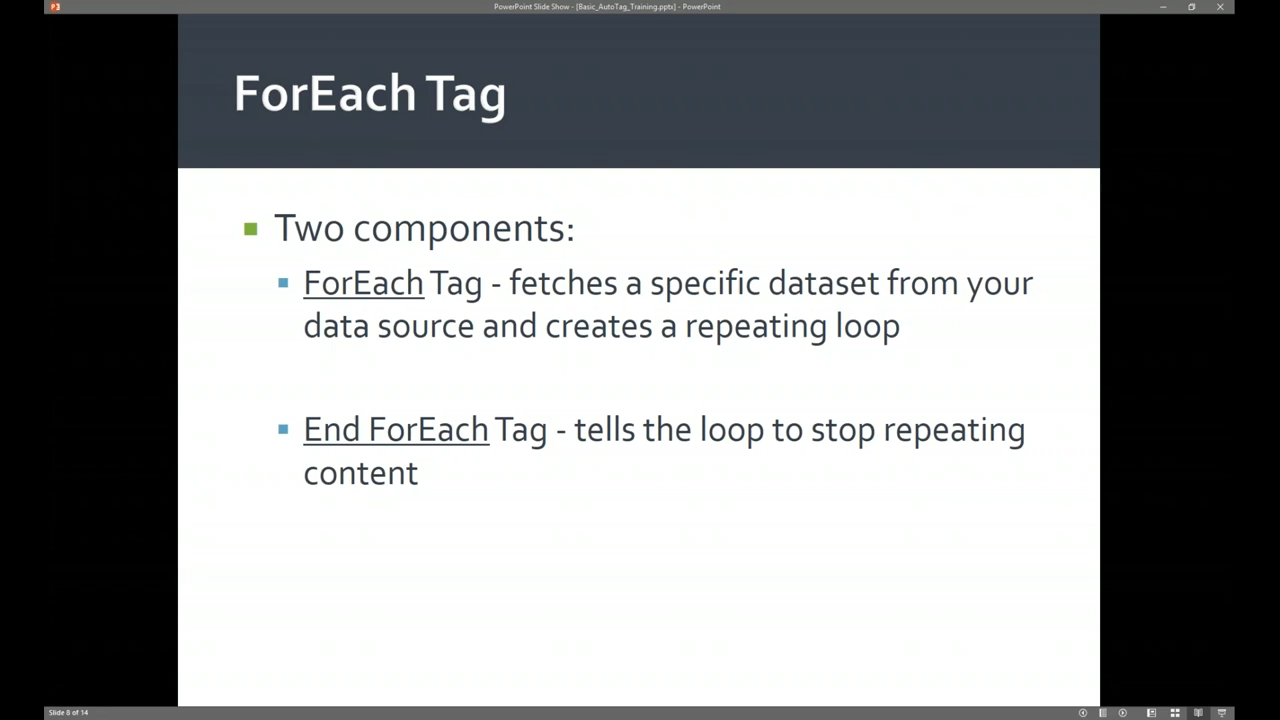 PowerPoint Slide Show - [Basic_AutoTag_Training.pptx] - PowerPoint
ForEach Tag
Two components:
ForEach Tag - fetches a specific dataset from your
data source and creates a repeating loop
End ForEach Tag - tells the loop to stop repeating
content
Slide 8 of 14